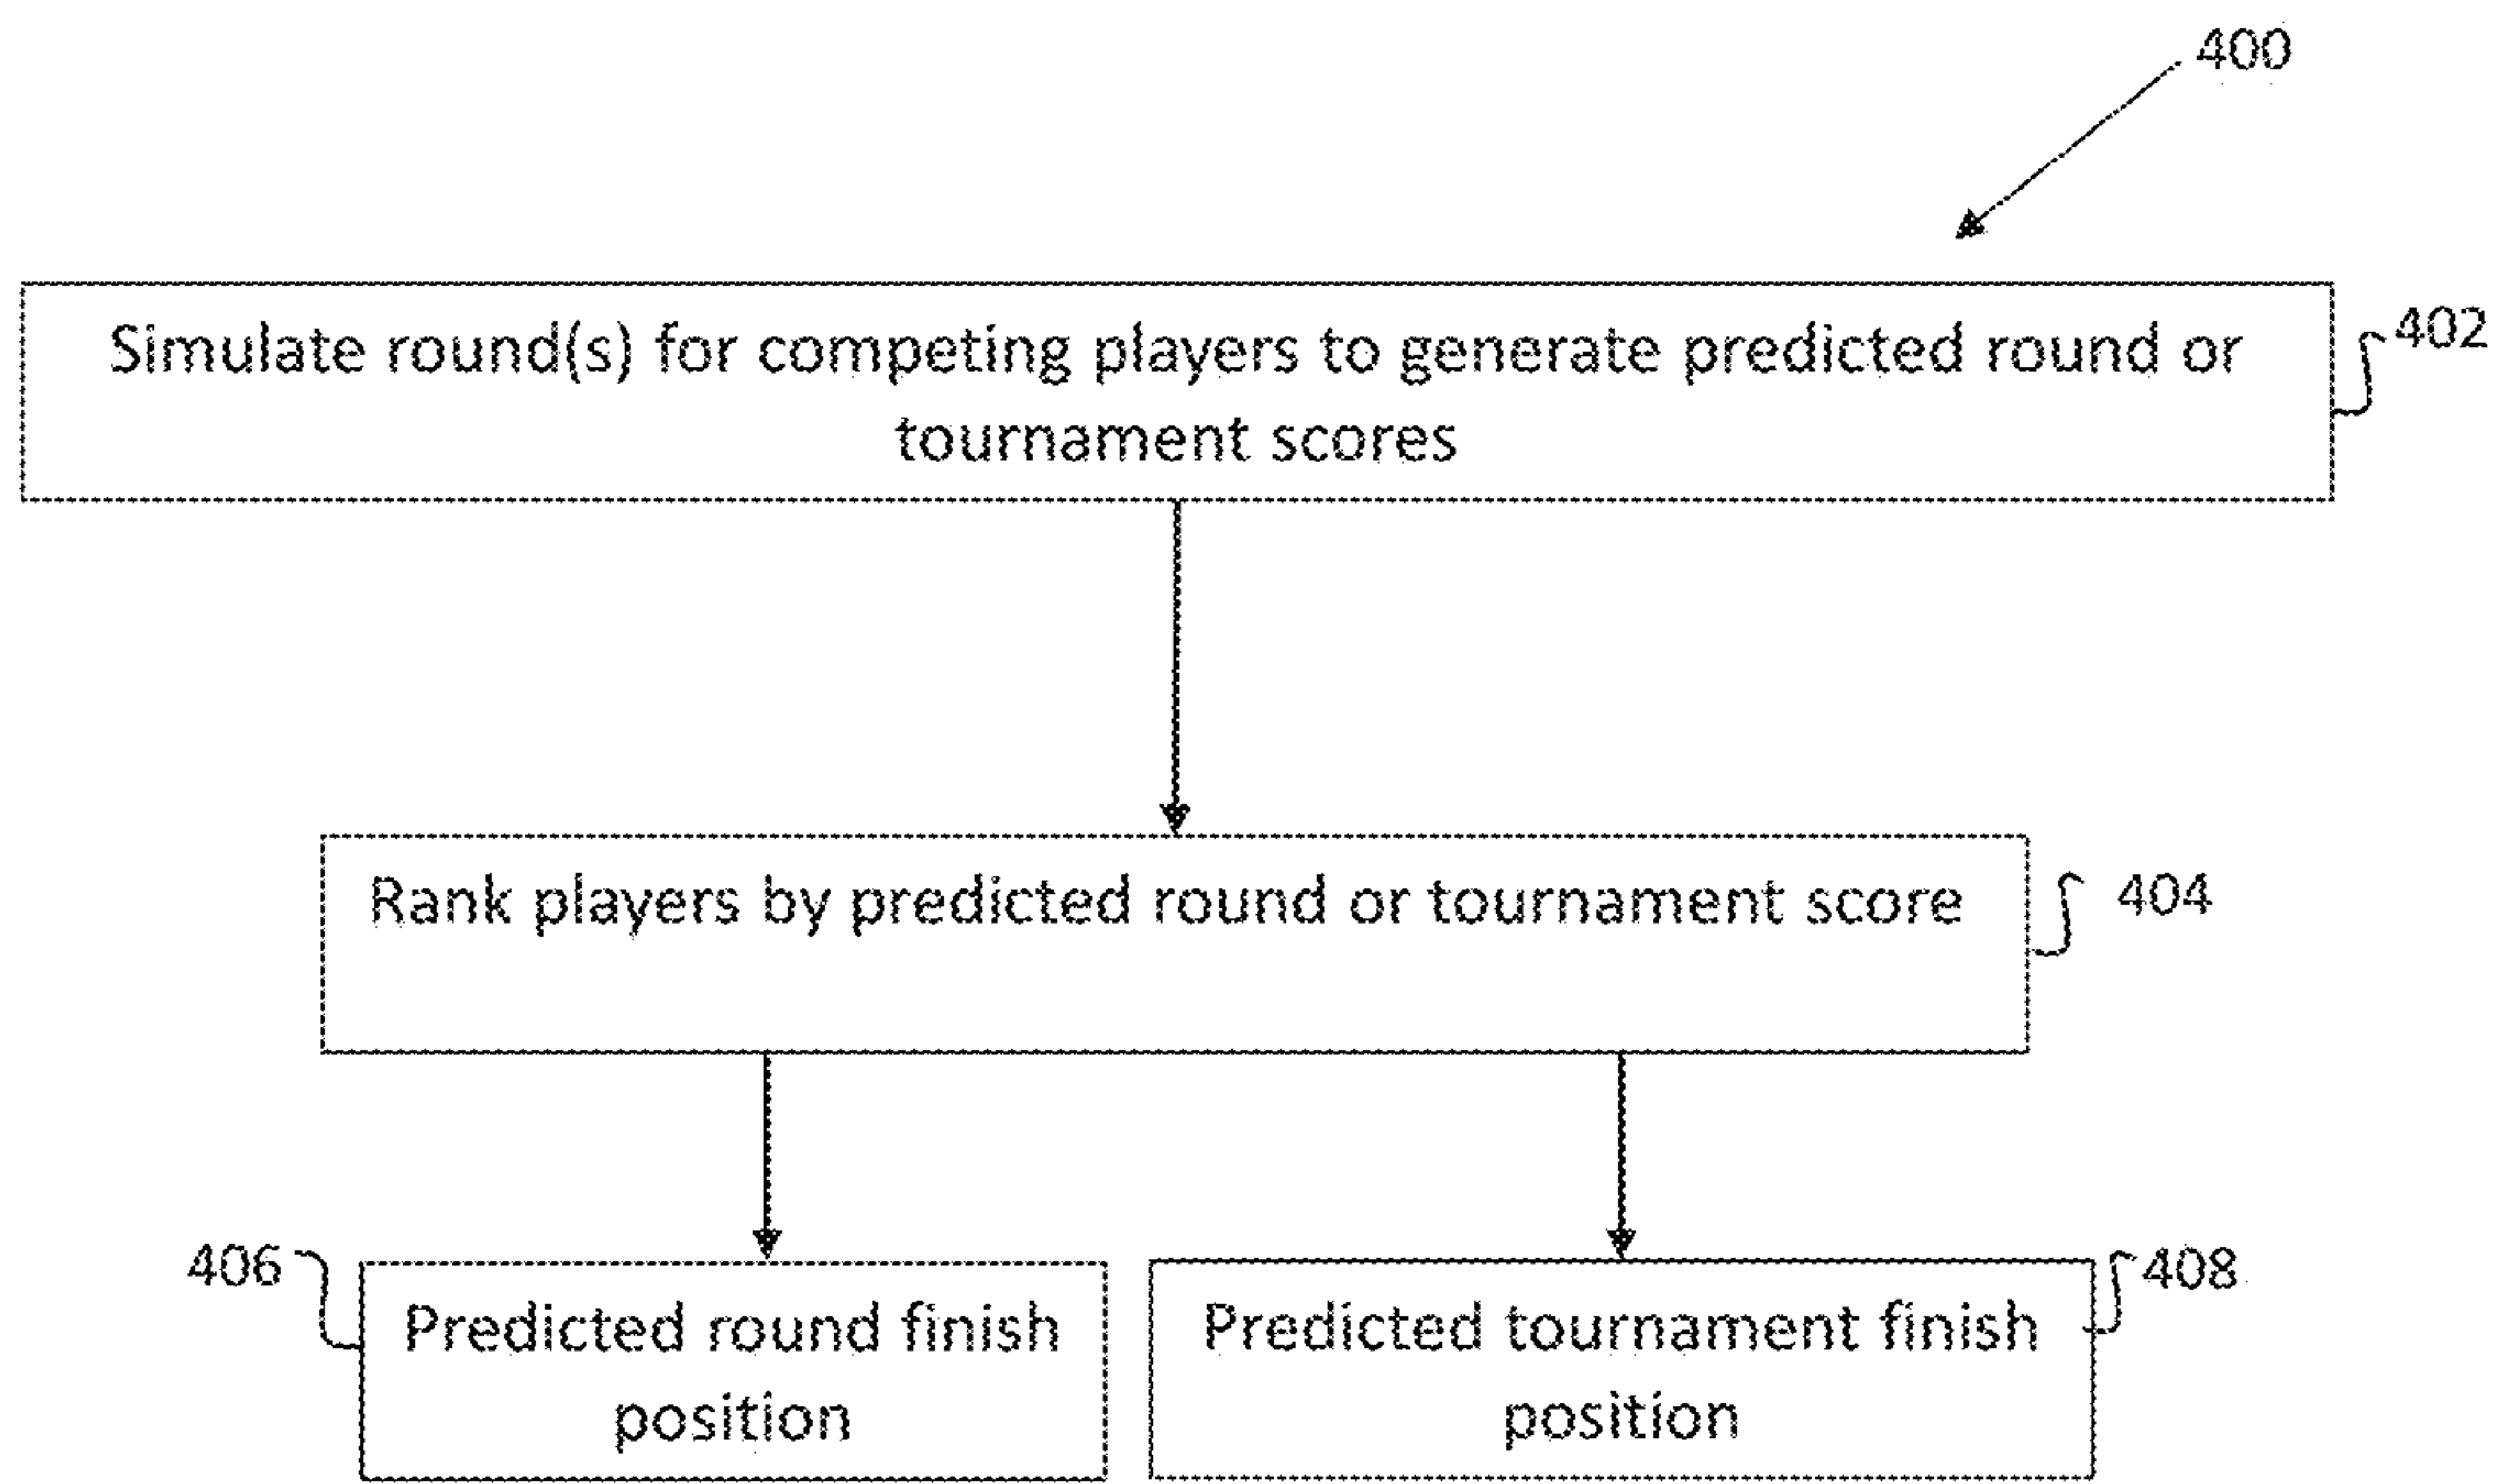 400
Simulate round(s) for competing players to generate predicted round or
tournament scores
402
Rank players by predicted round or tournament score
404
406
Predicted round finish
position
Predicted tournament finish
position
408